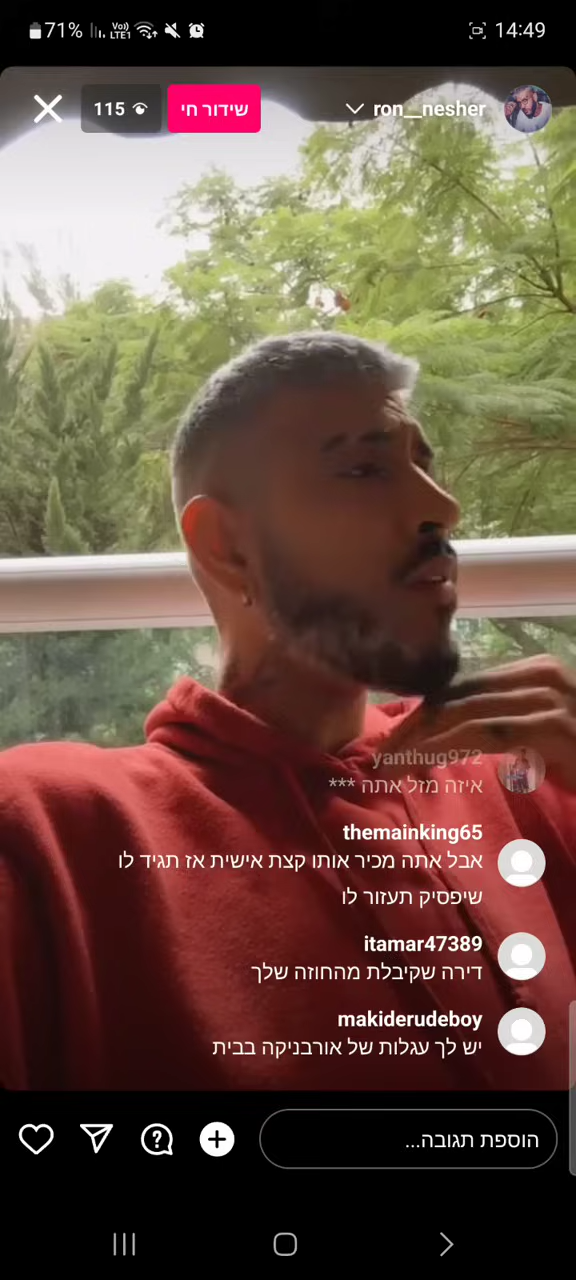 71%
Vo))
LTE1
14:49
115
שידור חי
ron__nesher
yanthug972
איזה מזל אתה ***
themainking65
אבל אתה מכיר אותו קצת אישית אז תגיד לו
שיפסיק תעזור לו
itamar47389
דירה שקיבלת מהחוזה שלך
makiderudeboy
יש לך עגלות של אורבניקה בבית
הוספת תגובה...